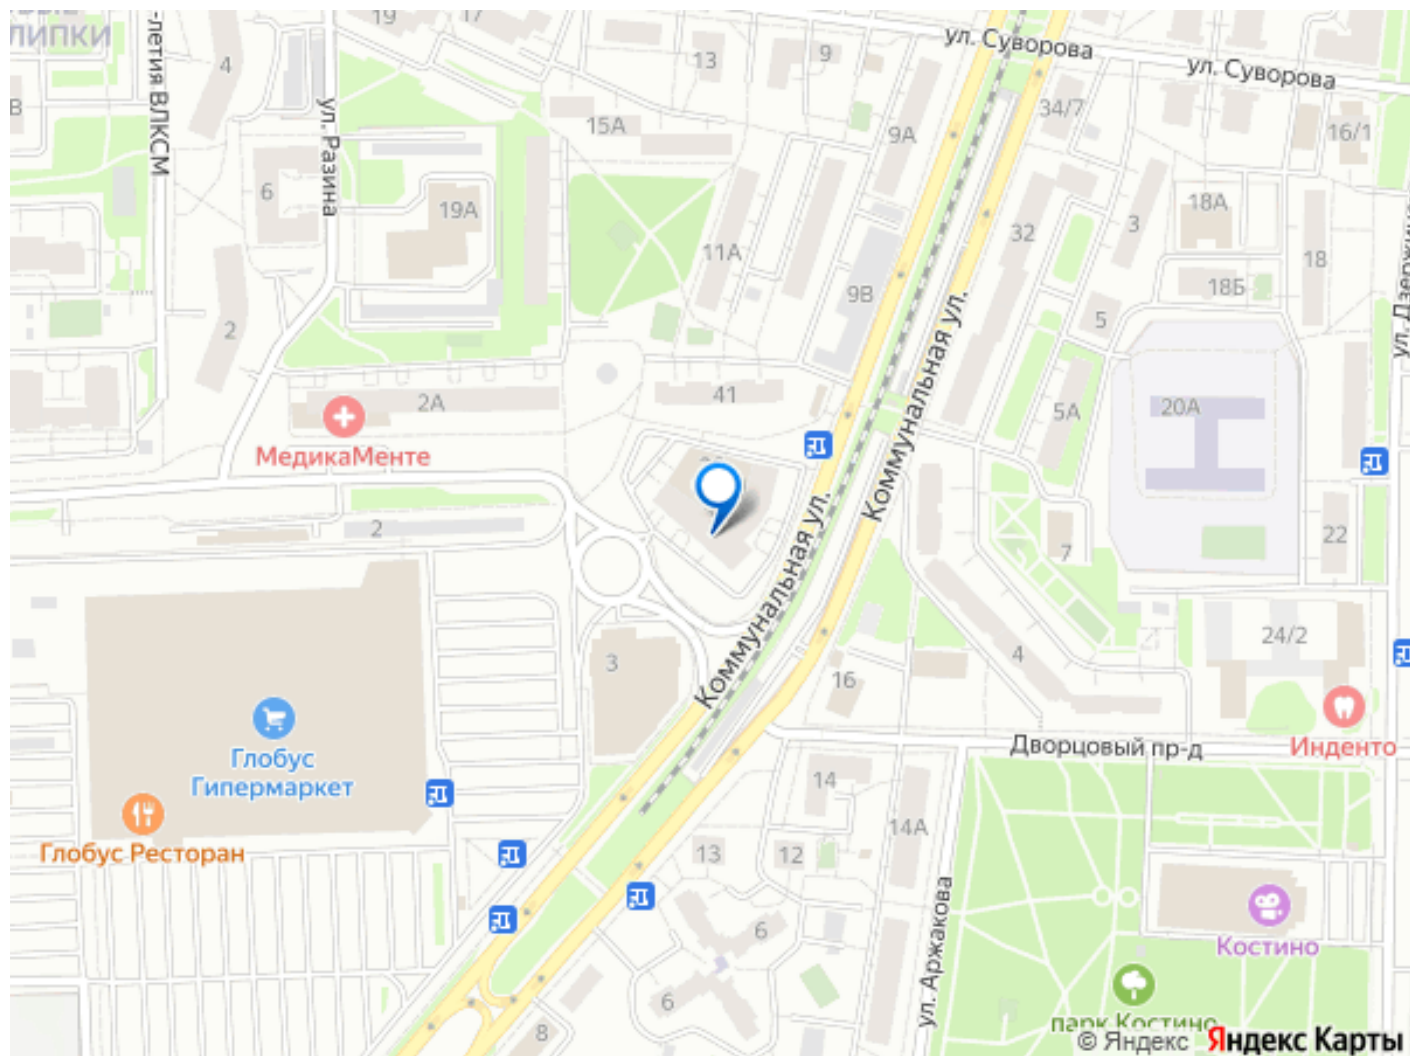 ЛИПКИ
-летия ВЛКСМ
ул. Разина
ул. Суворова
ул. Суворова
ул. Дзержинс
19
17
13
9
4
В
15А
9А
34/7
16/1
6
19А
11А
3
18А
32
18
18Б
9В
5
2
2А
41
5А
20А
МедикаМенте
Коммунальная ул.
Коммунальная ул.
2
7
22
3
4
24/2
16
Дворцовый пр-д
Инденто
Глобус
Гипермаркет
14
14А
13
12
Глобус Ресторан
ул. Аржакова
6
Костино
6
8
парк Костино
© Яндекс Яндекс Карты